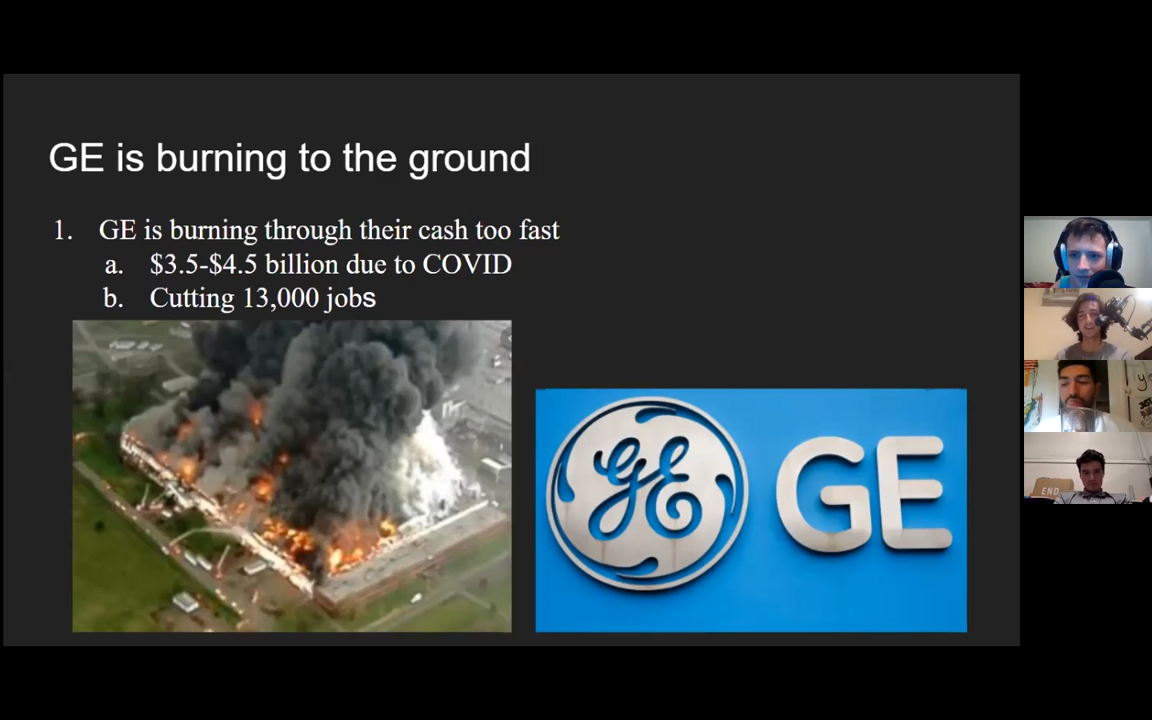 GE is burning to the ground
1. GE is burning through their cash too fast
a. $3.5-$4.5 billion due to COVID
b. Cutting 13,000 jobs
GE GE
END